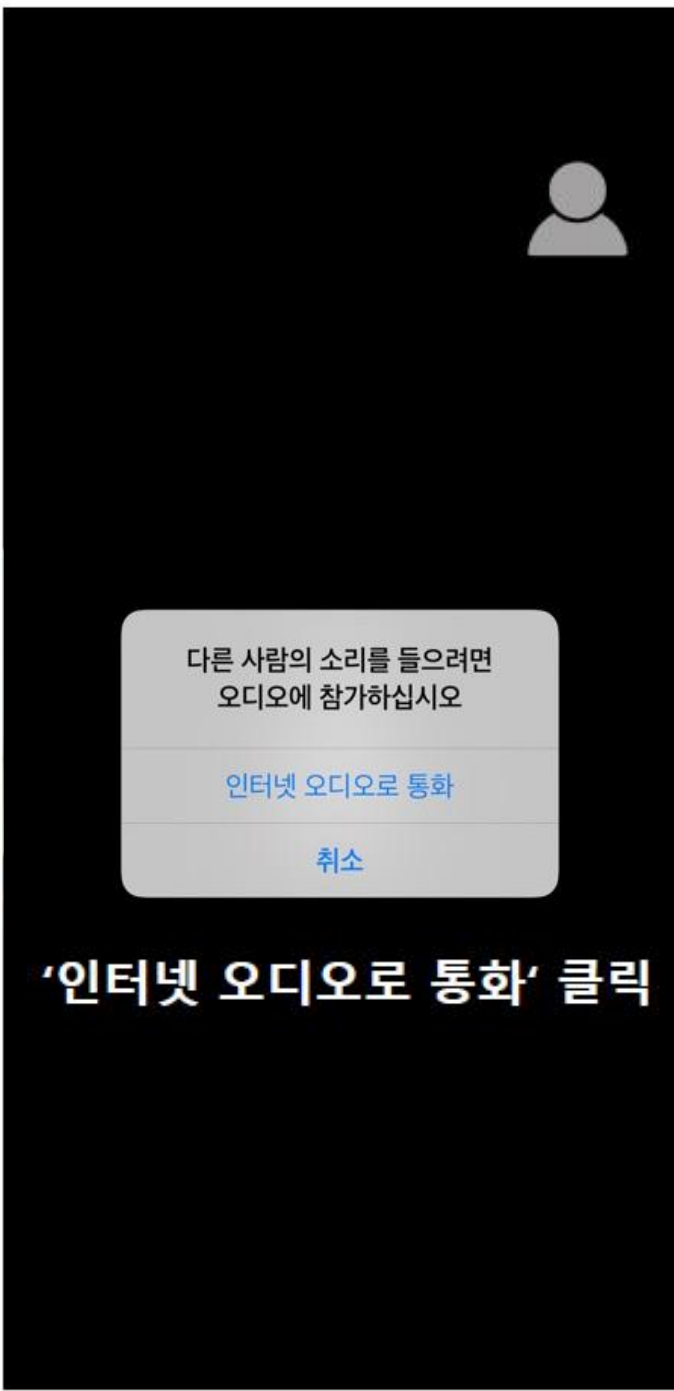 다른 사람의 소리를 들으려면
오디오에 참가하십시오
인터넷 오디오로 통화
취소
‘인터넷 오디오로 통화‘ 클릭